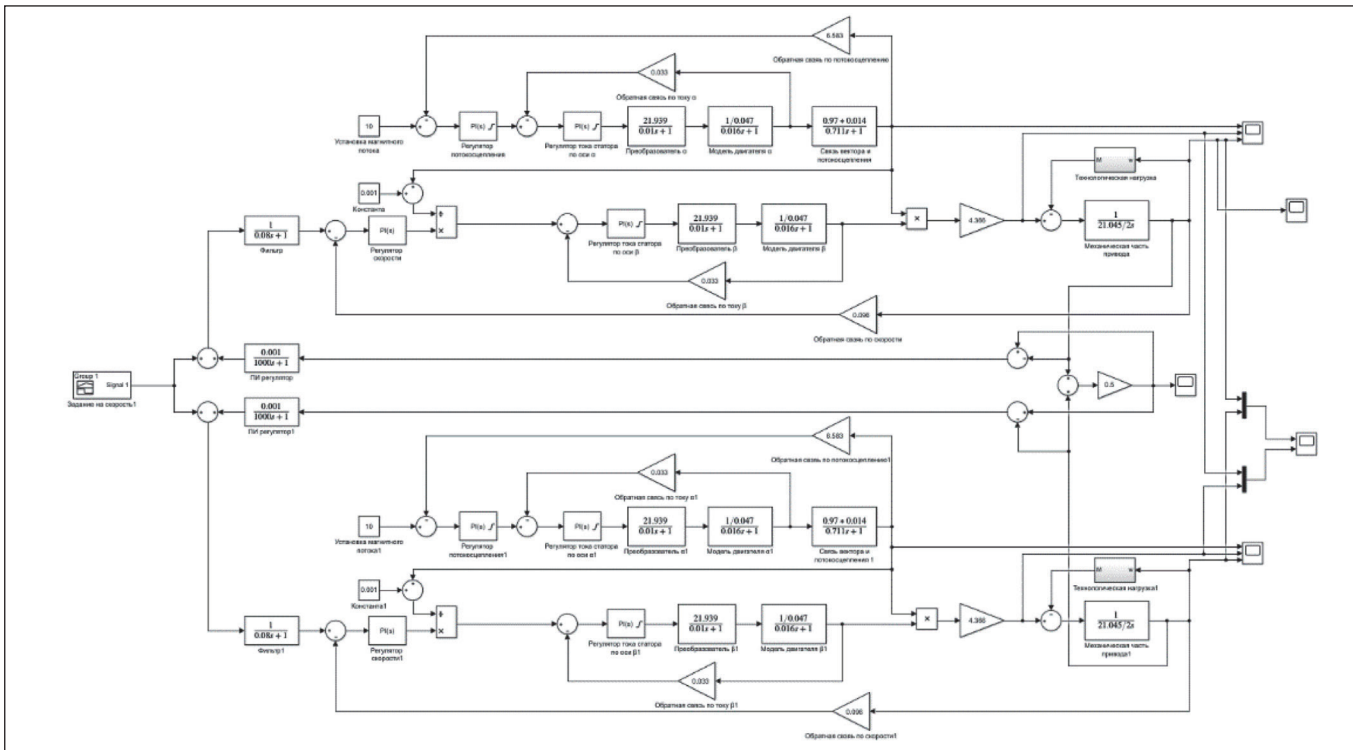 6.583
Обратная связь по потокосцеплению
0.033
Обратная связь по току α
10
Установка магнитного
потока
PI(s)
Регулятор
потокосцепления
PI(s)
Регулятор тока статора
по оси α
21.939
0.01s + 1
Преобразователь α
1/0.047
0.016s + 1
Модель двигателя α
0.97 * 0.014
0.711s + 1
Связь вектора и
потокосцепления
M
w
Технологическая нагрузка
0.001
Константа
÷
×
1
0.08s + 1
Фильтр
PI(s)
Регулятор
скорости
PI(s)
Регулятор тока статора
по оси β
21.939
0.01s + 1
Преобразователь β
1/0.047
0.016s + 1
Модель двигателя β
×
4.366
1
21.045/2s
Механическая часть
привода
0.033
Обратная связь по току β
0.096
Обратная связь по скорости
Group 1
Signal 1
Задание на скорость1
0.001
1000s + 1
ПИ регулятор
0.5
0.001
1000s + 1
ПИ регулятор1
6.583
Обратная связь по потокосцеплению1
0.033
Обратная связь по току α1
10
Установка магнитного
потока1
PI(s)
Регулятор
потокосцепления1
PI(s)
Регулятор тока статора
по оси α1
21.939
0.01s + 1
Преобразователь α1
1/0.047
0.016s + 1
Модель двигателя α1
0.97 * 0.014
0.711s + 1
Связь вектора и
потокосцепления 1
M
w
Технологическая нагрузка1
0.001
Константа1
÷
×
1
0.08s + 1
Фильтр1
PI(s)
Регулятор
скорости1
PI(s)
Регулятор тока статора
по оси β1
21.939
0.01s + 1
Преобразователь β1
1/0.047
0.016s + 1
Модель двигателя β1
×
4.366
1
21.045/2s
Механическая часть
привода1
0.033
Обратная связь по току β1
0.096
Обратная связь по скорости1